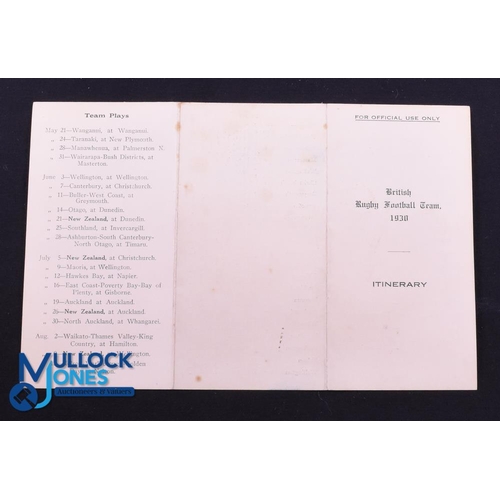 Team Plays
May 21—Wanganui, at Wanganui.
„ 24—Taranaki, at New Plymouth.
„ 26—Manawhenua, at Palmerston N.
„ 31—Wairarapa-Bush Districts, at
Masterton.
June 3—Wellington, at Wellington.
„ 7—Canterbury, at Christchurch.
„ 11—Buller-West Coast, at
Greymouth.
„ 14—Otago, at Dunedin.
„ 21—New Zealand, at Dunedin.
„ 25—Southland, at Invercargill.
„ 28—Ashburton-South Canterbury-
North Otago, at Timaru.
July 5—New Zealand, at Christchurch.
„ 9—Maoris, at Wellington.
„ 12—Hawkes Bay, at Napier.
„ 16—East Coast-Poverty Bay-Bay of
Plenty, at Gisborne.
„ 19—Auckland at Auckland.
„ 26—New Zealand, at Auckland.
„ 30—North Auckland, at Whangarei.
Aug. 2—Waikato-Thames Valley-King
Country, at Hamilton.
FOR OFFICIAL USE ONLY
British
Rugby Football Team,
1930
ITINERARY
MULLOCK
JONES
Auctioneers & Valuers